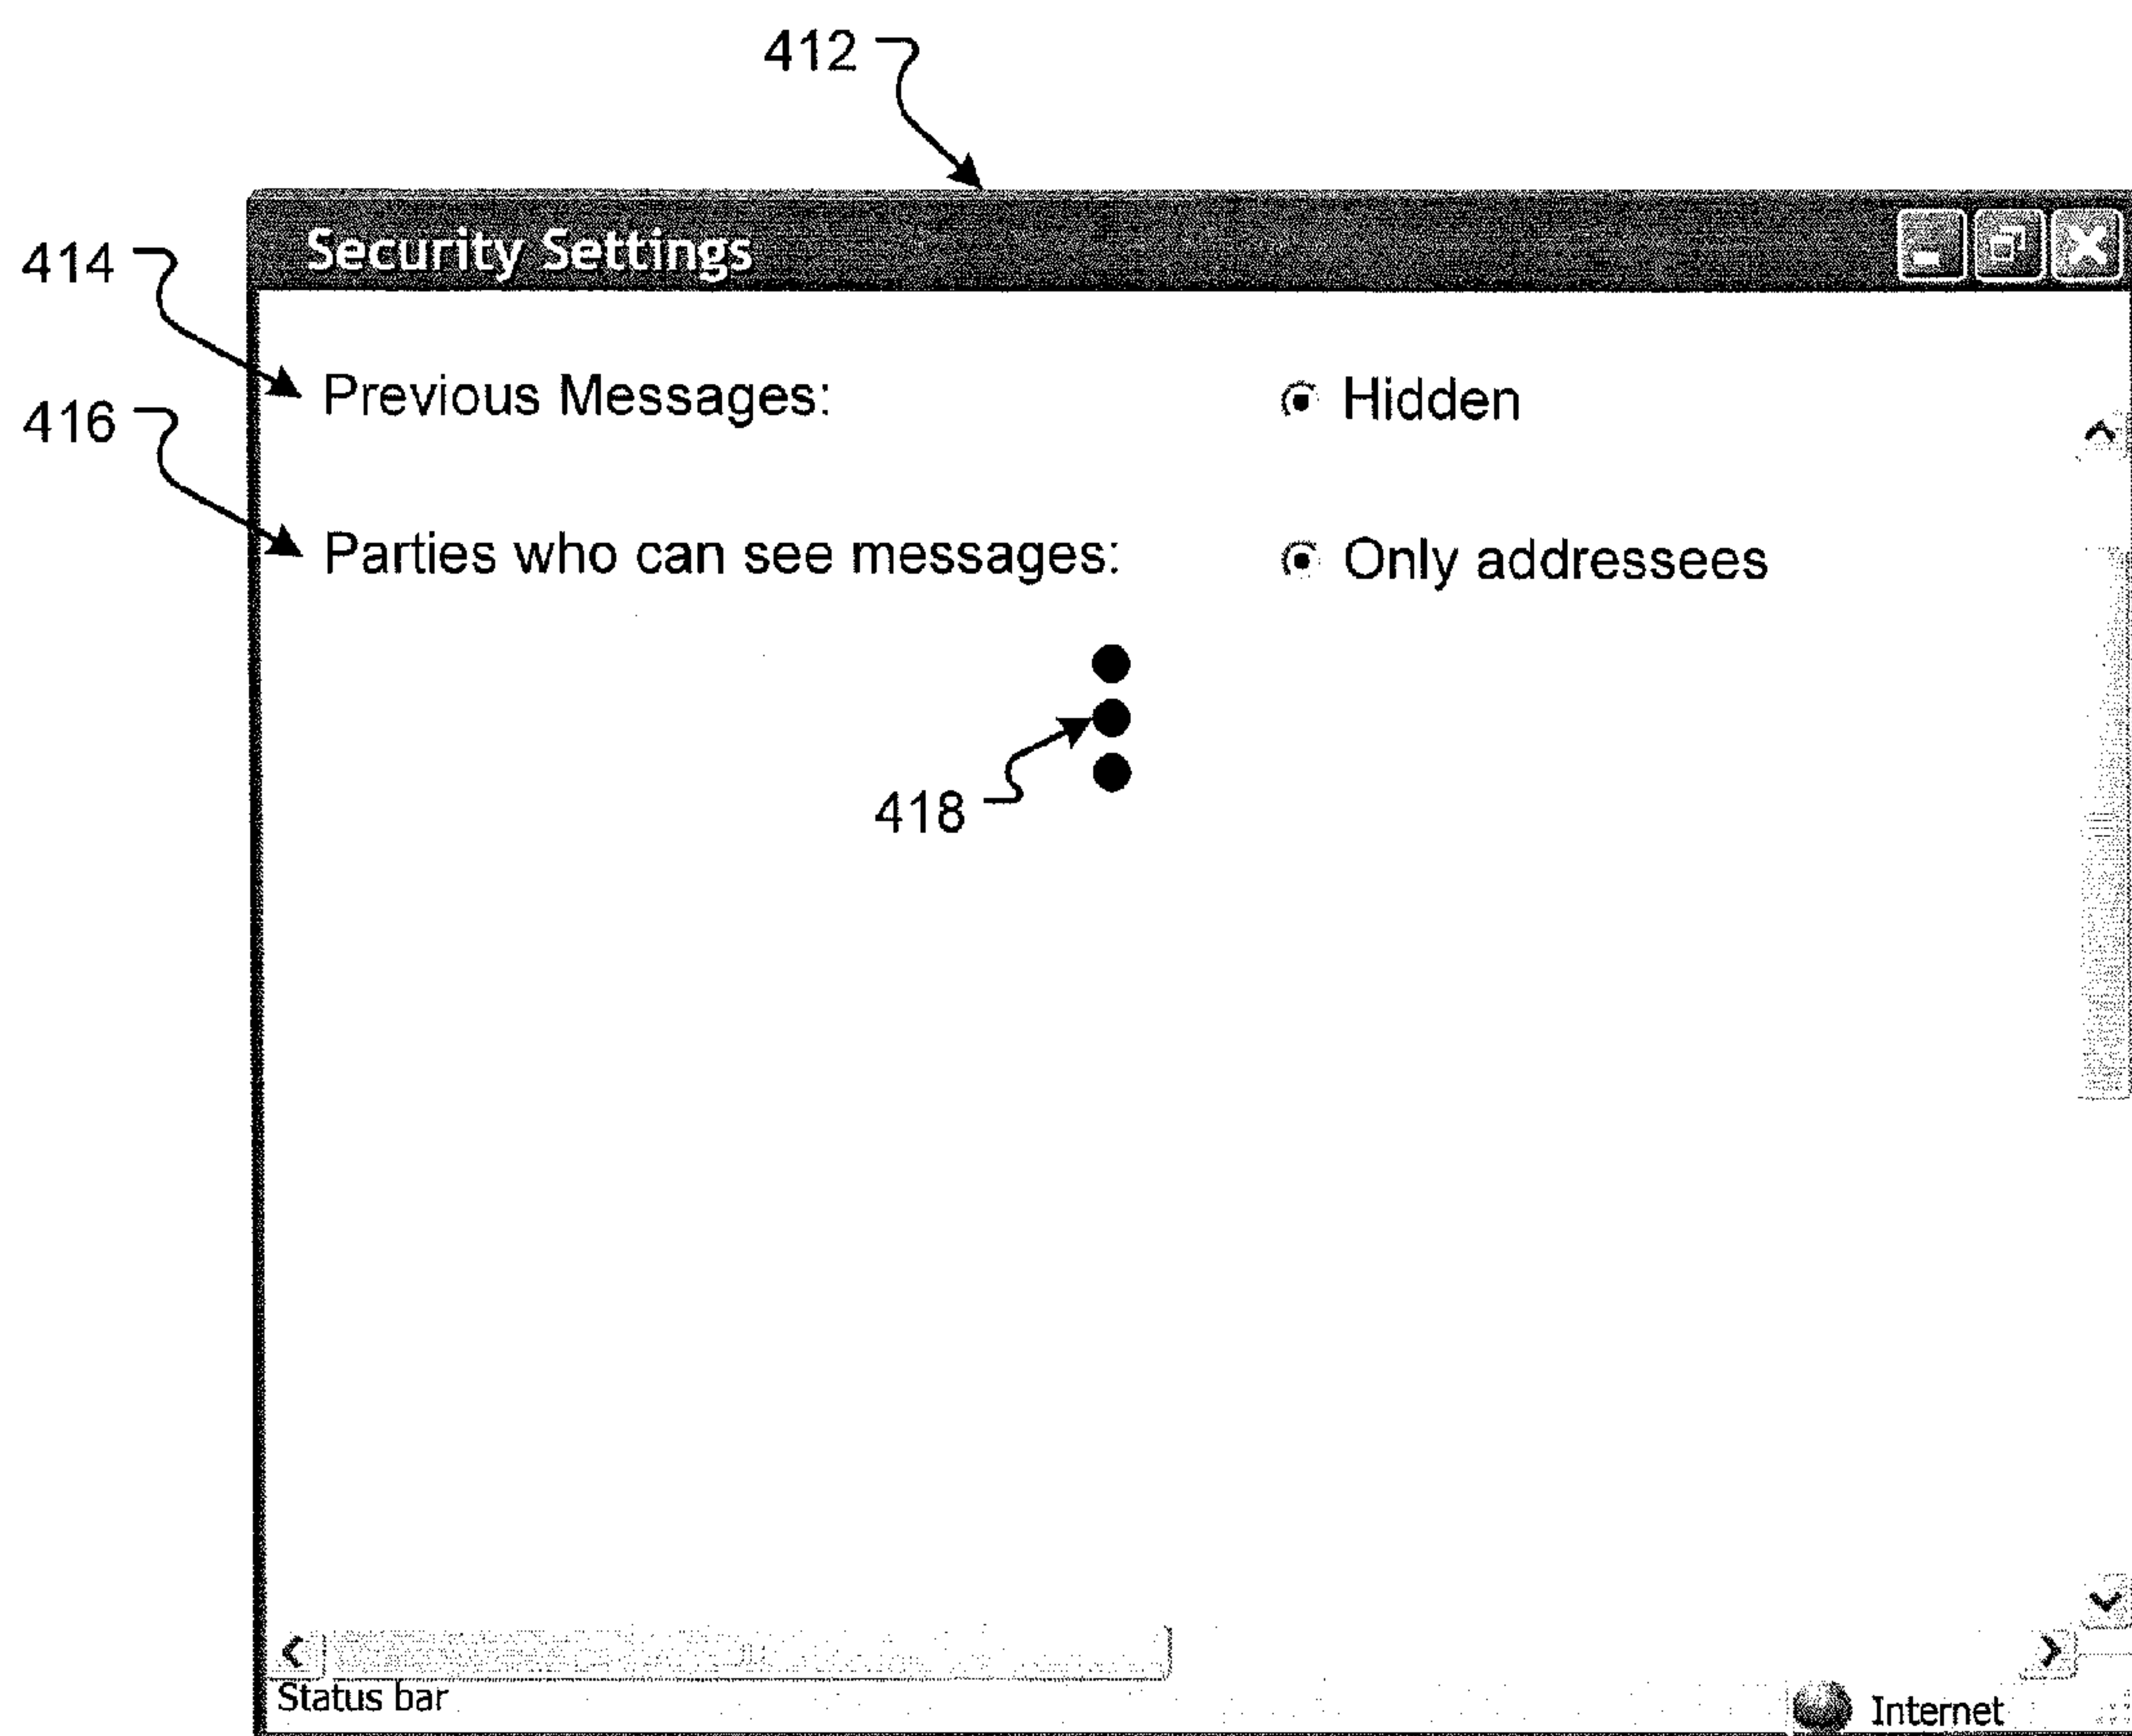 412
Security Settings
414
Previous Messages: Hidden
416
Parties who can see messages: Only addressees
418
Status bar
Internet